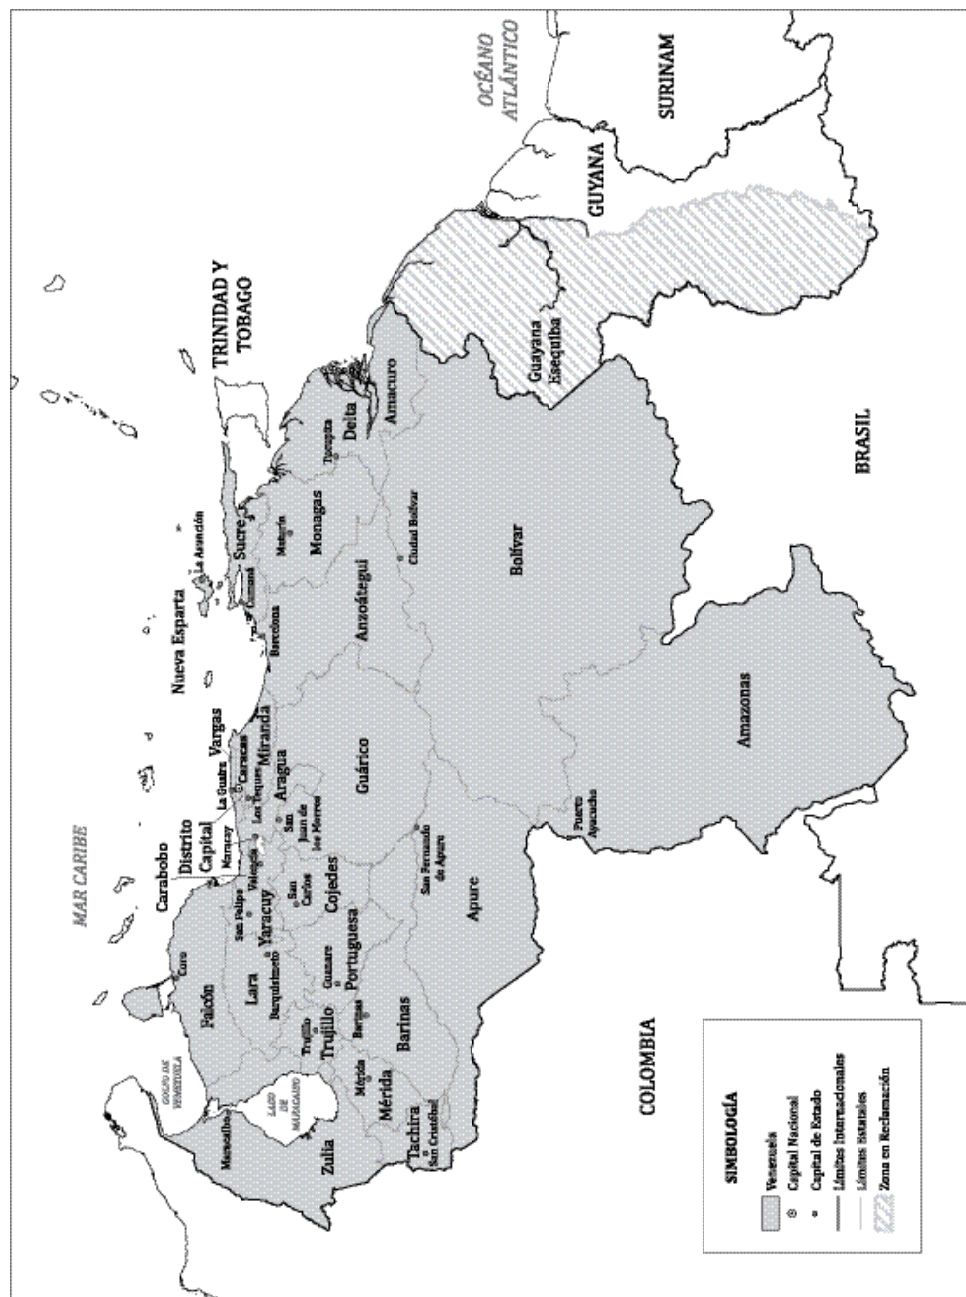 MAR CARIBE
OCÉANO
ATLÁNTICO
TRINIDAD Y
TOBAGO
GUYANA
SURINAM
BRASIL
COLOMBIA
Guayana
Esequiba
GOLFO DE
VENEZUELA
LAGO
DE
MARACAIBO
Nueva Esparta
La Asunción
Carabobo
Distrito
Capital
Vargas
La Guaira
Caracas
Maracay
Los Teques
Miranda
Valencia
Aragua
San
Juan de
los Morros
San Felipe
Yaracuy
San
Carlos
Cojedes
Coro
Falcón
Lara
Barquisimeto
Guanare
Portuguesa
Trujillo
Trujillo
Barinas
Barinas
Mérida
Mérida
Maracaibo
Zulia
Táchira
San Cristóbal
Guárico
San Fernando
de Apure
Apure
Barcelona
Anzoátegui
Cumaná
Sucre
Maturín
Monagas
Tucupita
Delta
Amacuro
Ciudad Bolívar
Bolívar
Puerto
Ayacucho
Amazonas
SIMBOLOGÍA
Venezuela
Capital Nacional
Capital de Estado
Límites Internacionales
Límites Estatales
Zona en Reclamación